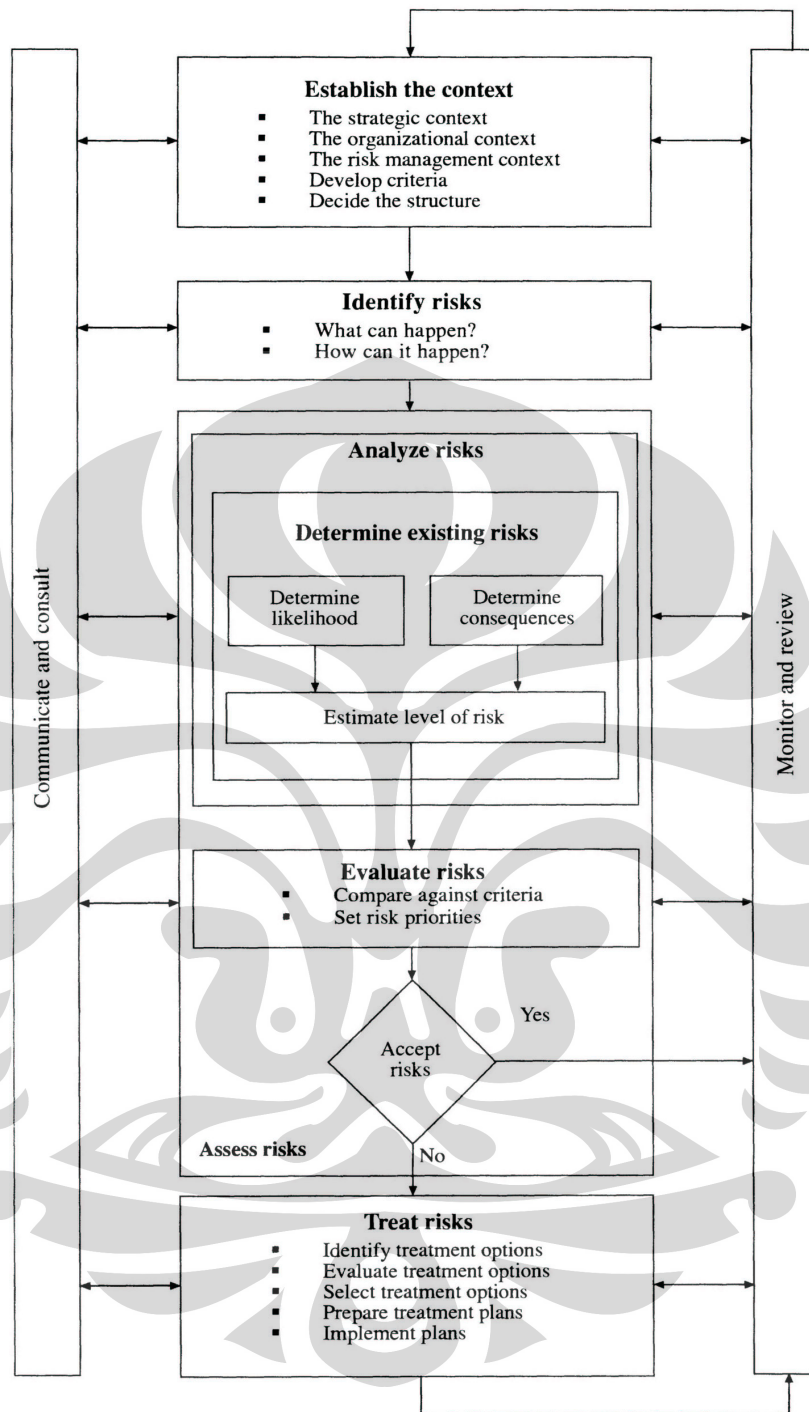 Establish the context
▪ The strategic context
▪ The organizational context
▪ The risk management context
▪ Develop criteria
▪ Decide the structure
Identify risks
▪ What can happen?
▪ How can it happen?
Analyze risks
Determine existing risks
Determine
likelihood
Determine
consequences
Estimate level of risk
Evaluate risks
▪ Compare against criteria
▪ Set risk priorities
Accept
risks
Yes
No
Assess risks
Treat risks
▪ Identify treatment options
▪ Evaluate treatment options
▪ Select treatment options
▪ Prepare treatment plans
▪ Implement plans
Communicate and consult
Monitor and review